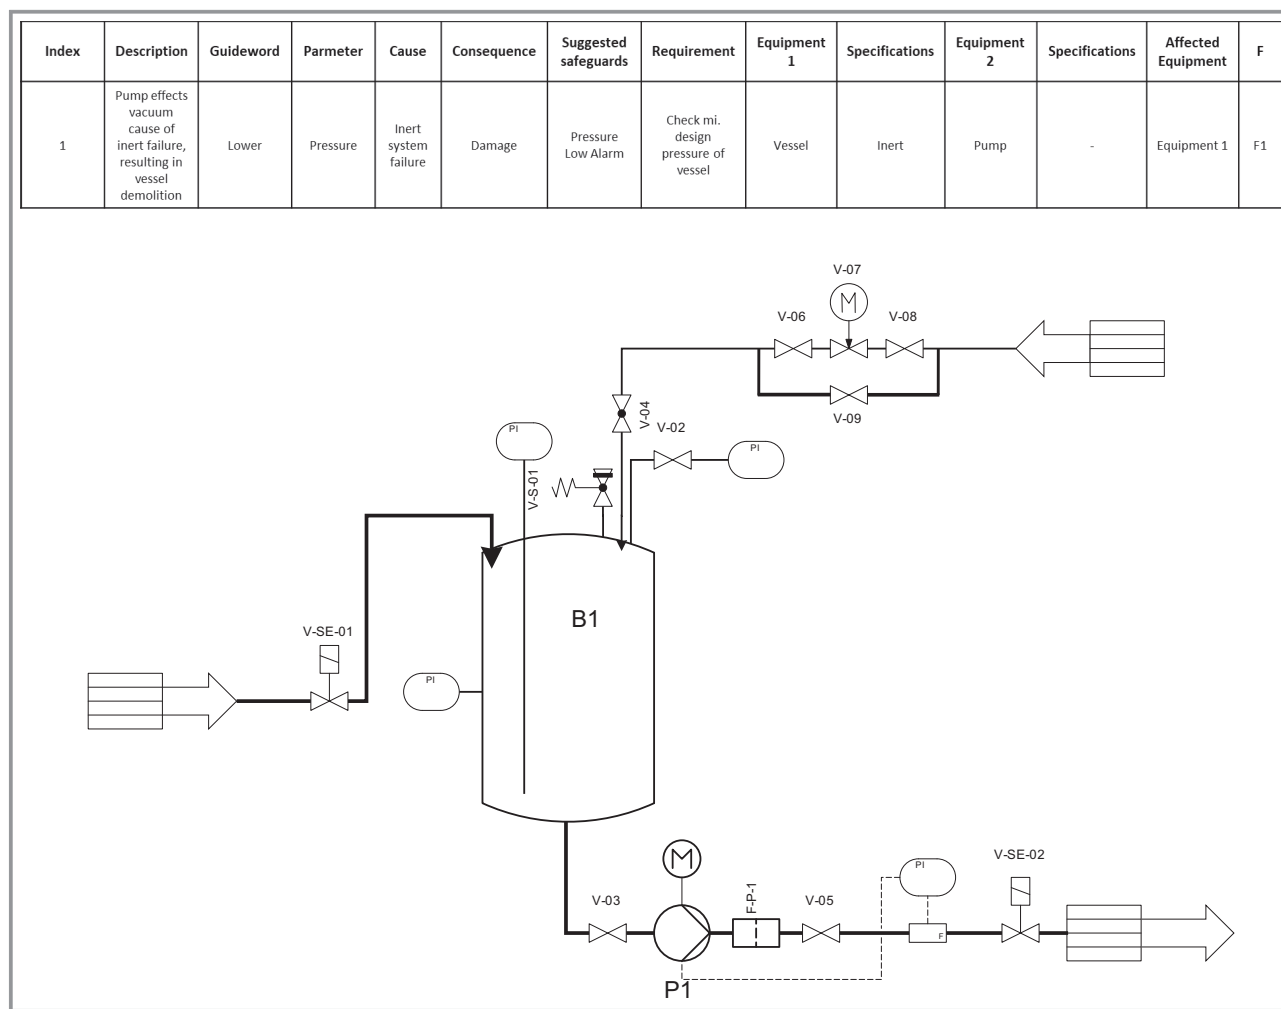 Index
Description
Guideword
Parmeter
Cause
Consequence
Suggested
safeguards
Requirement
Equipment
1
Specifications
Equipment
2
Specifications
Affected
Equipment
F
1
Pump effects
vacuum
cause of
inert failure,
resulting in
vessel
demolition
Lower
Pressure
Inert
system
failure
Damage
Pressure
Low Alarm
Check mi.
design
pressure of
vessel
Vessel
Inert
Pump
-
Equipment 1
F1
V-07
M
V-06
V-08
V-09
V-04
V-02
PI
PI
V-S-01
B1
V-SE-01
PI
M
V-03
F-P-1
V-05
PI
F
V-SE-02
P1